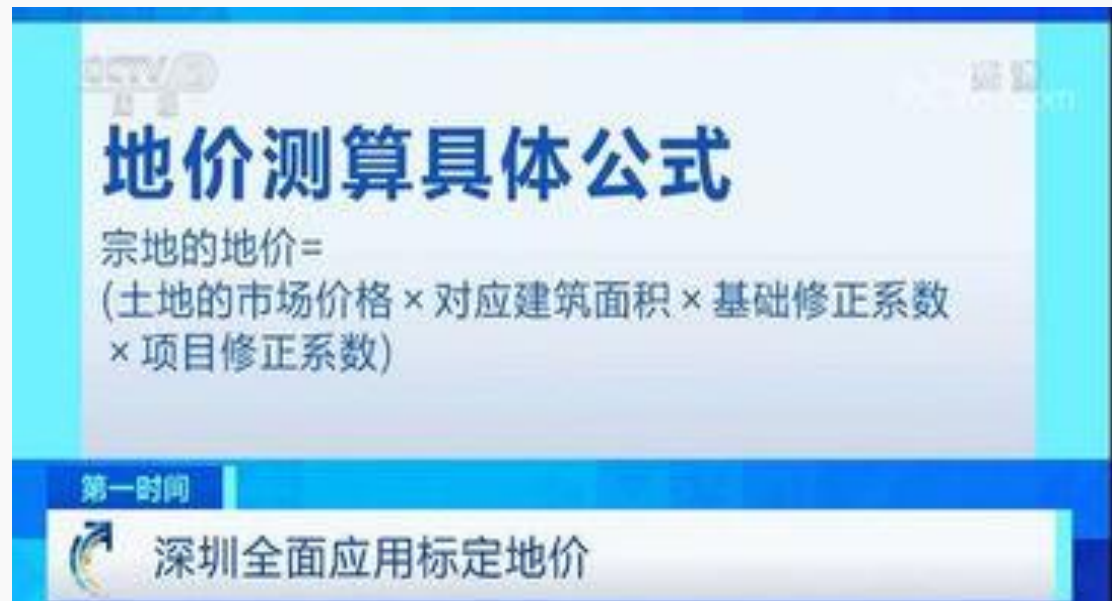 CCTV 2
地价测算具体公式
宗地的地价=
(土地的市场价格×对应建筑面积×基础修正系数
×项目修正系数)
第一时间
深圳全面应用标定地价